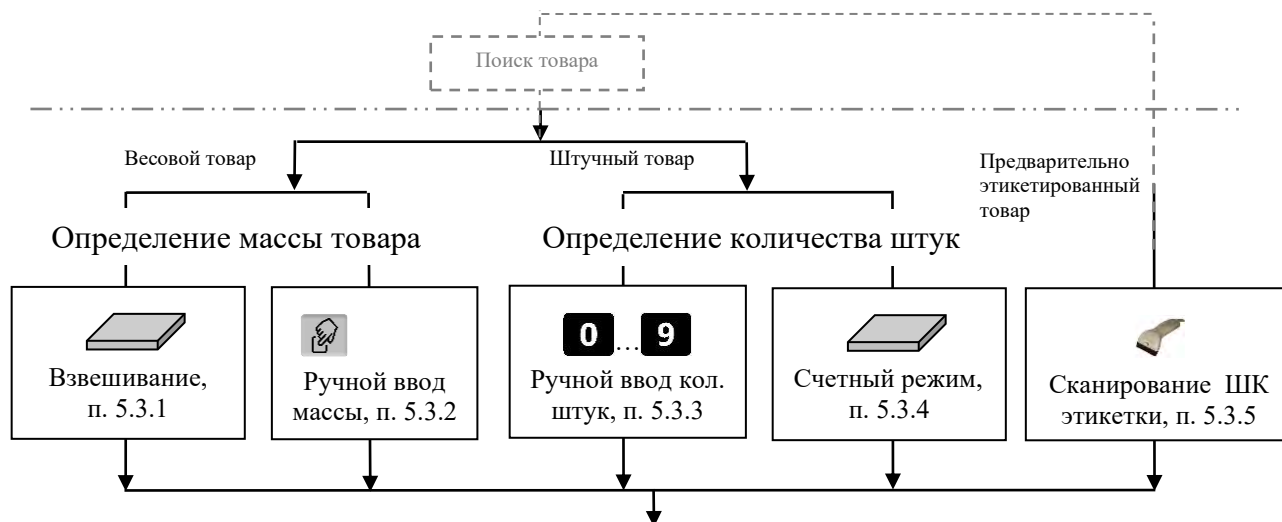 Поиск товара
Весовой товар
Штучный товар
Предварительно
этикетированный
товар
Определение массы товара
Определение количества штук
Взвешивание,
п. 5.3.1
Ручной ввод
массы, п. 5.3.2
0...9
Ручной ввод кол.
штук, п. 5.3.3
Счетный режим,
п. 5.3.4
Сканирование ШК
этикетки, п. 5.3.5